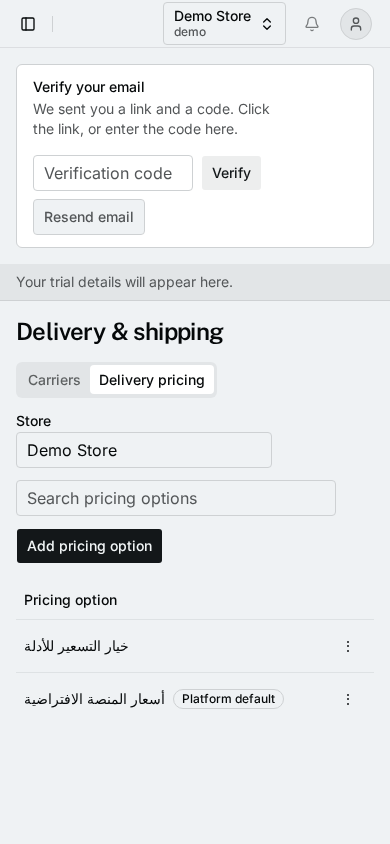 Demo Store
demo
Verify your email
We sent you a link and a code. Click
the link, or enter the code here.
Verification code
Verify
Resend email
Your trial details will appear here.
Delivery & shipping
Carriers
Delivery pricing
Store
Demo Store
Search pricing options
Add pricing option
Pricing option
خيار التسعير للأدلة
أسعار المنصة الافتراضية
Platform default